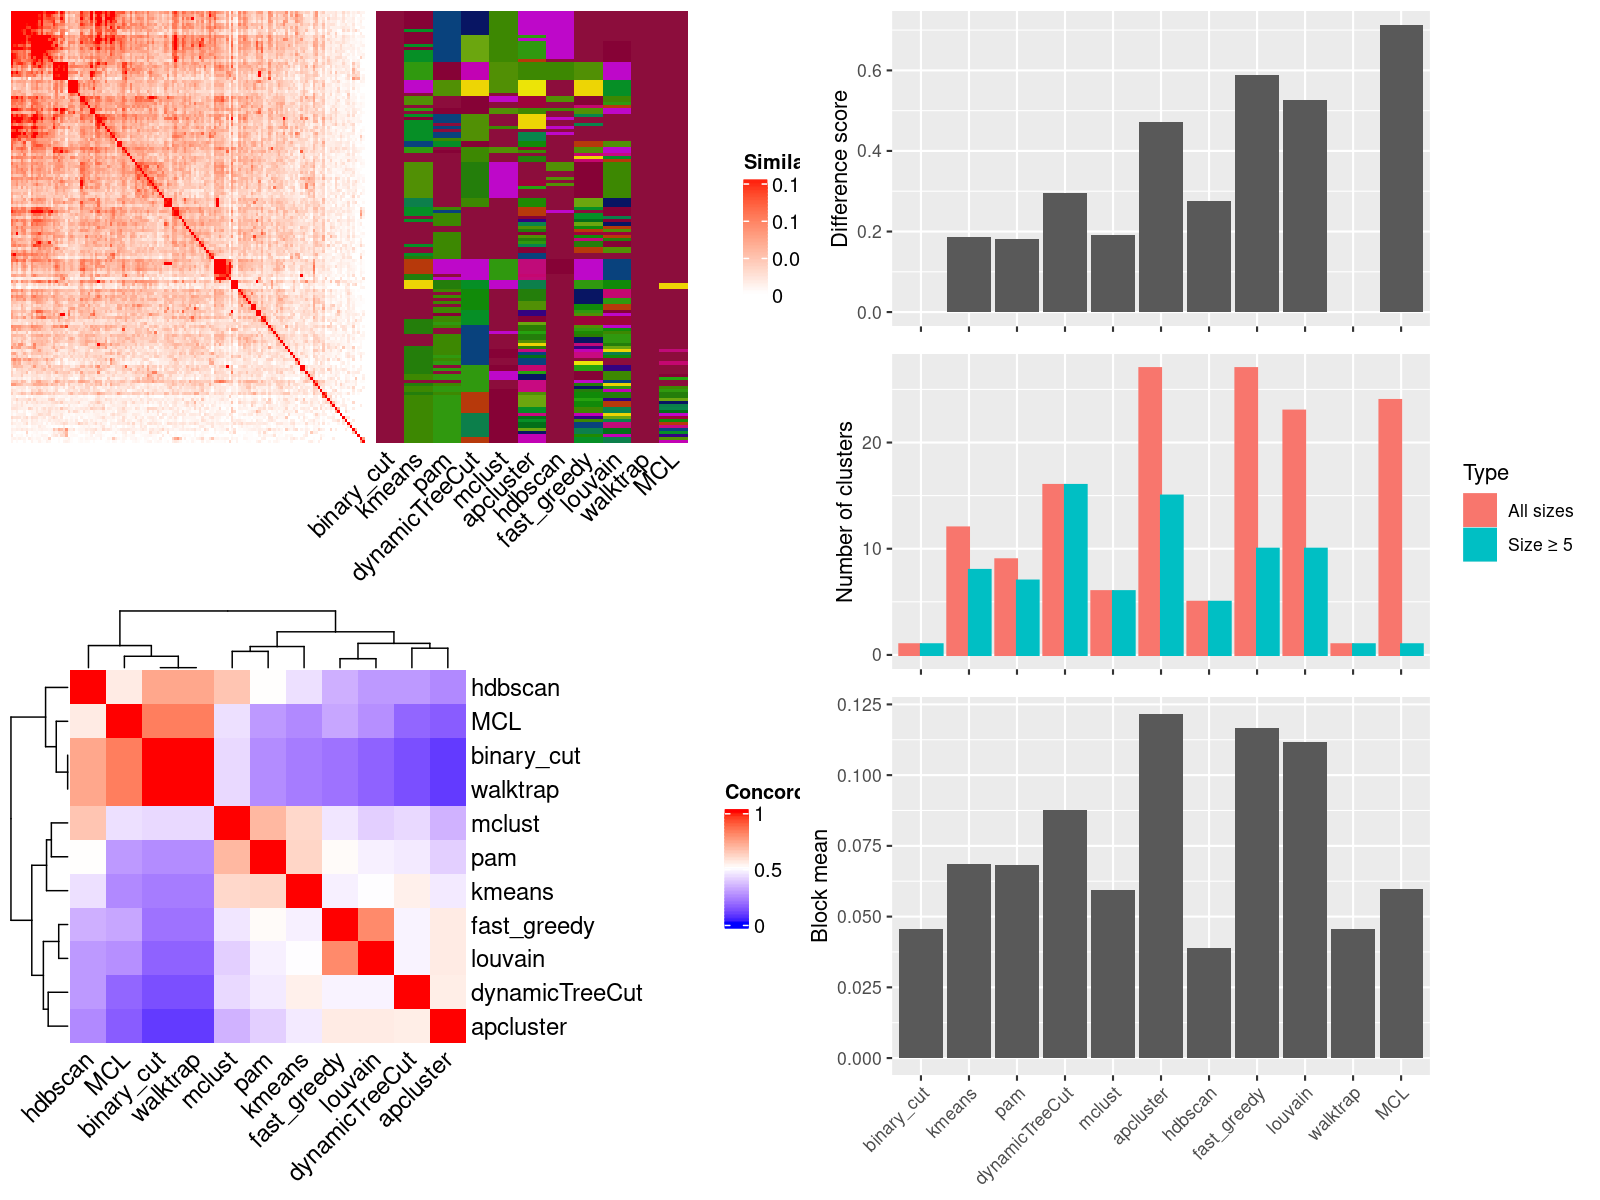 Simila
0.1
0.1
0.0
0
binary_cut
kmeans
pam
dynamicTreeCut
mclust
apcluster
hdbscan
fast_greedy
louvain
walktrap
MCL
hdbscan
MCL
binary_cut
walktrap
mclust
pam
kmeans
fast_greedy
louvain
dynamicTreeCut
apcluster
hdbscan
MCL
binary_cut
walktrap
mclust
pam
kmeans
fast_greedy
louvain
dynamicTreeCut
apcluster
Concorc
1
0.5
0
Difference score
0.6
0.4
0.2
0.0
Number of clusters
20
10
0
Type
All sizes
Size ≥ 5
Block mean
0.125
0.100
0.075
0.050
0.025
0.000
binary_cut
kmeans
pam
dynamicTreeCut
mclust
apcluster
hdbscan
fast_greedy
louvain
walktrap
MCL